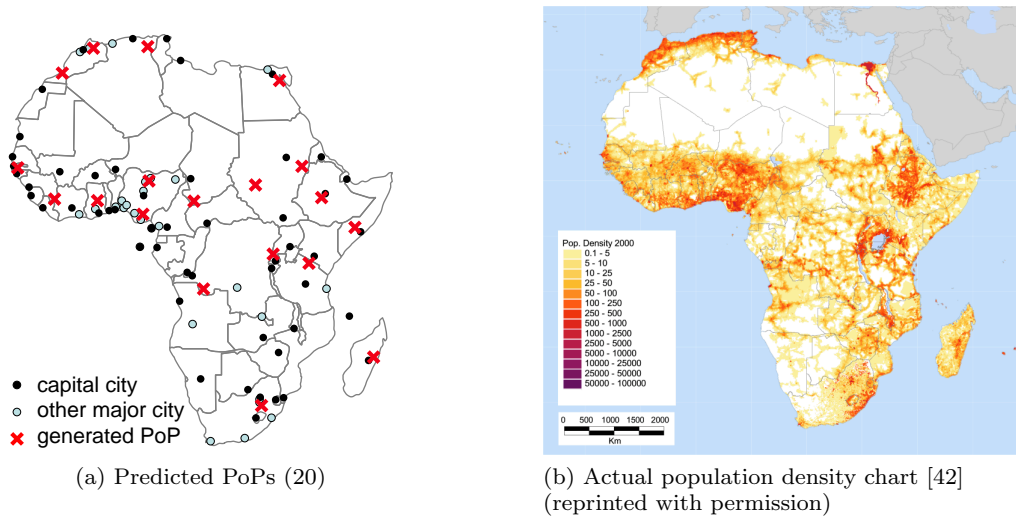 capital city
other major city
generated PoP
(a) Predicted PoPs (20)
Pop. Density 2000
0.1 - 5
5 - 10
10 - 25
25 - 50
50 - 100
100 - 250
250 - 500
500 - 1000
1000 - 2500
2500 - 5000
5000 - 10000
10000 - 25000
25000 - 50000
50000 - 100000
0 500 1000 1500 2000
Km
(b) Actual population density chart [42]
(reprinted with permission)